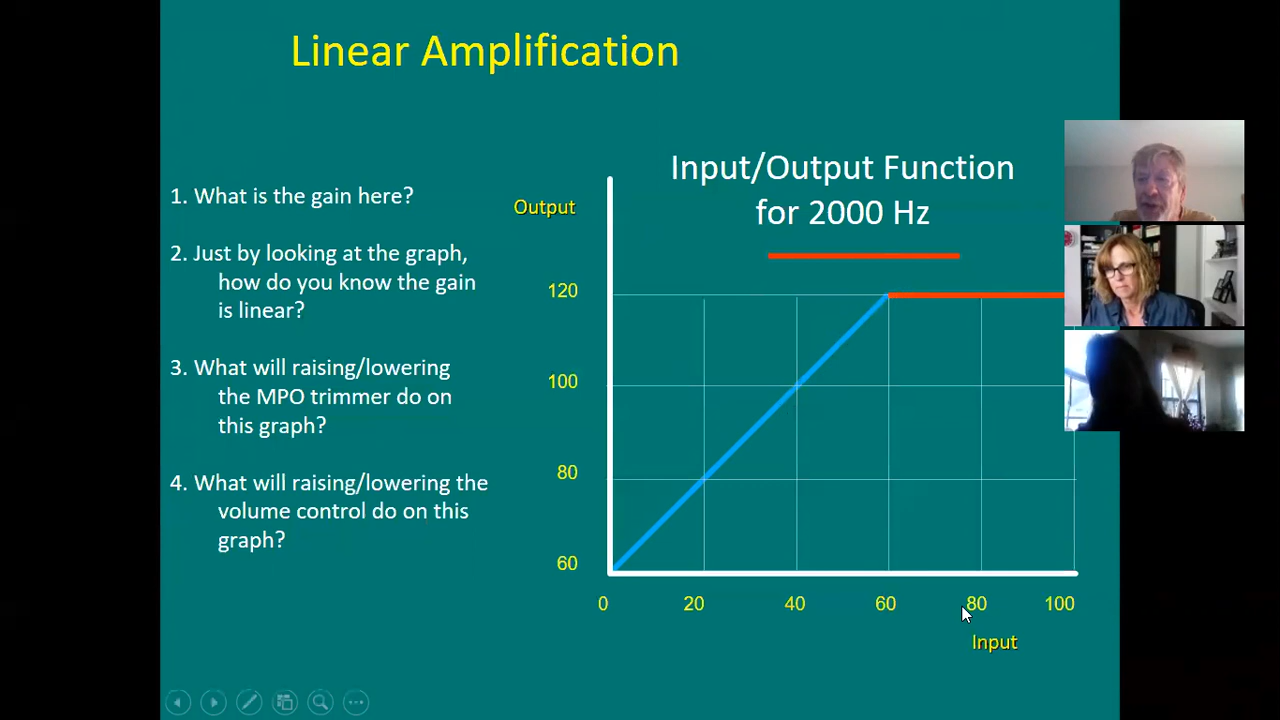 Linear Amplification
1. What is the gain here?
2. Just by looking at the graph,
how do you know the gain
is linear?
3. What will raising/lowering
the MPO trimmer do on
this graph?
4. What will raising/lowering the
volume control do on this
graph?
Input/Output Function
for 2000 Hz
Output
120
100
80
60
0 20 40 60 80 100
Input